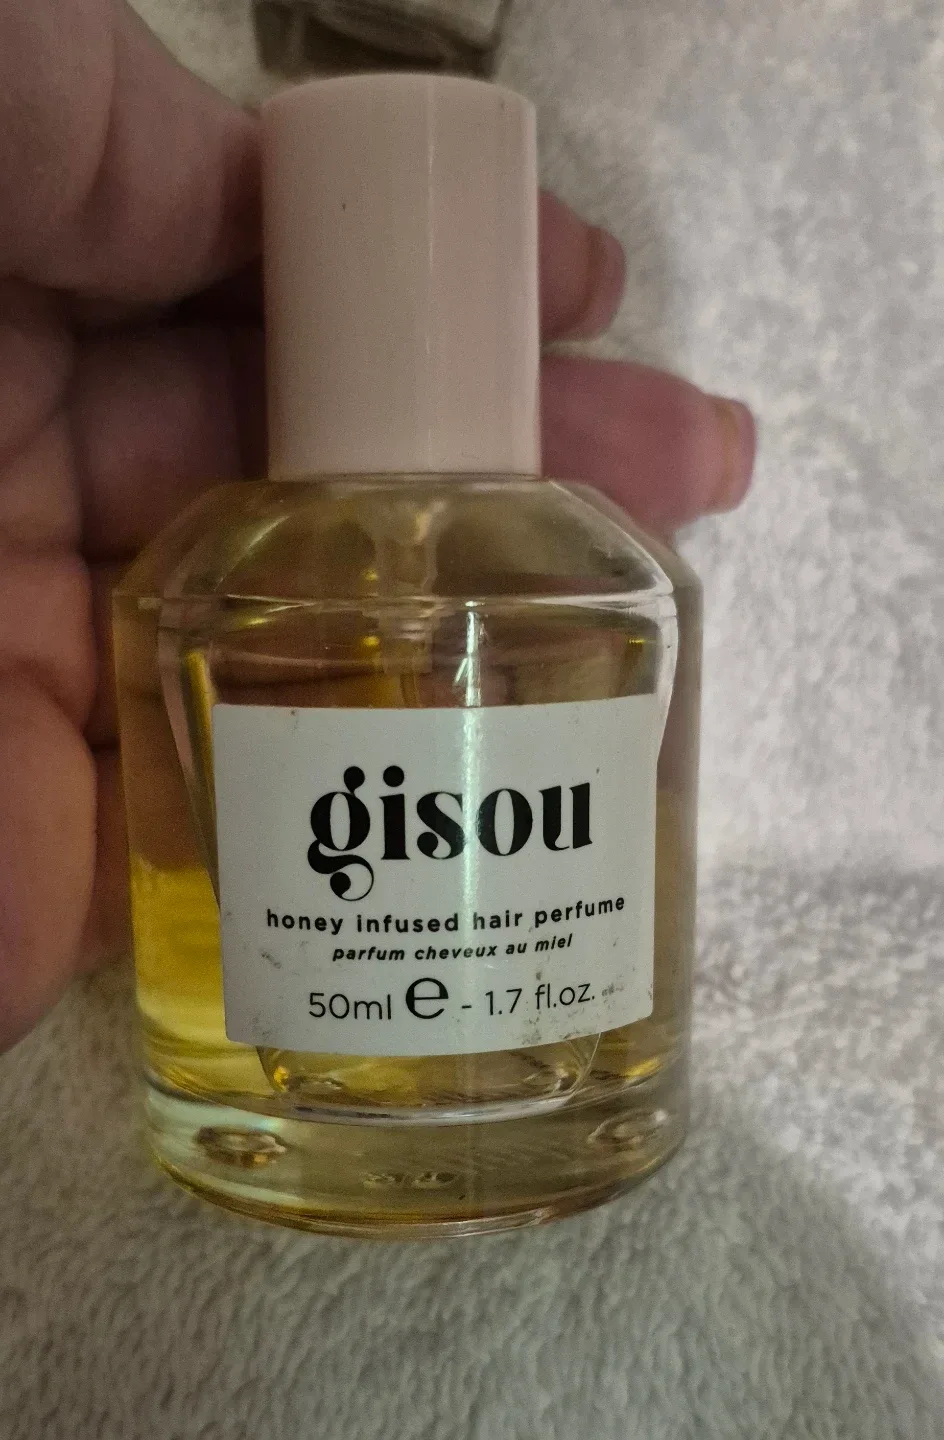 gisou
honey infused hair perfume
parfum cheveux au miel
50ml ℮ - 1.7 fl.oz.